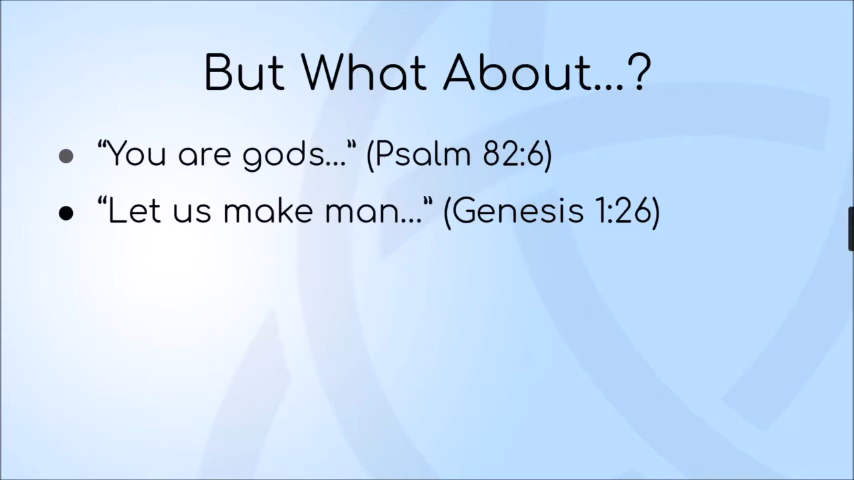 But What About...?
● “You are gods...” (Psalm 82:6)
● “Let us make man...” (Genesis 1:26)